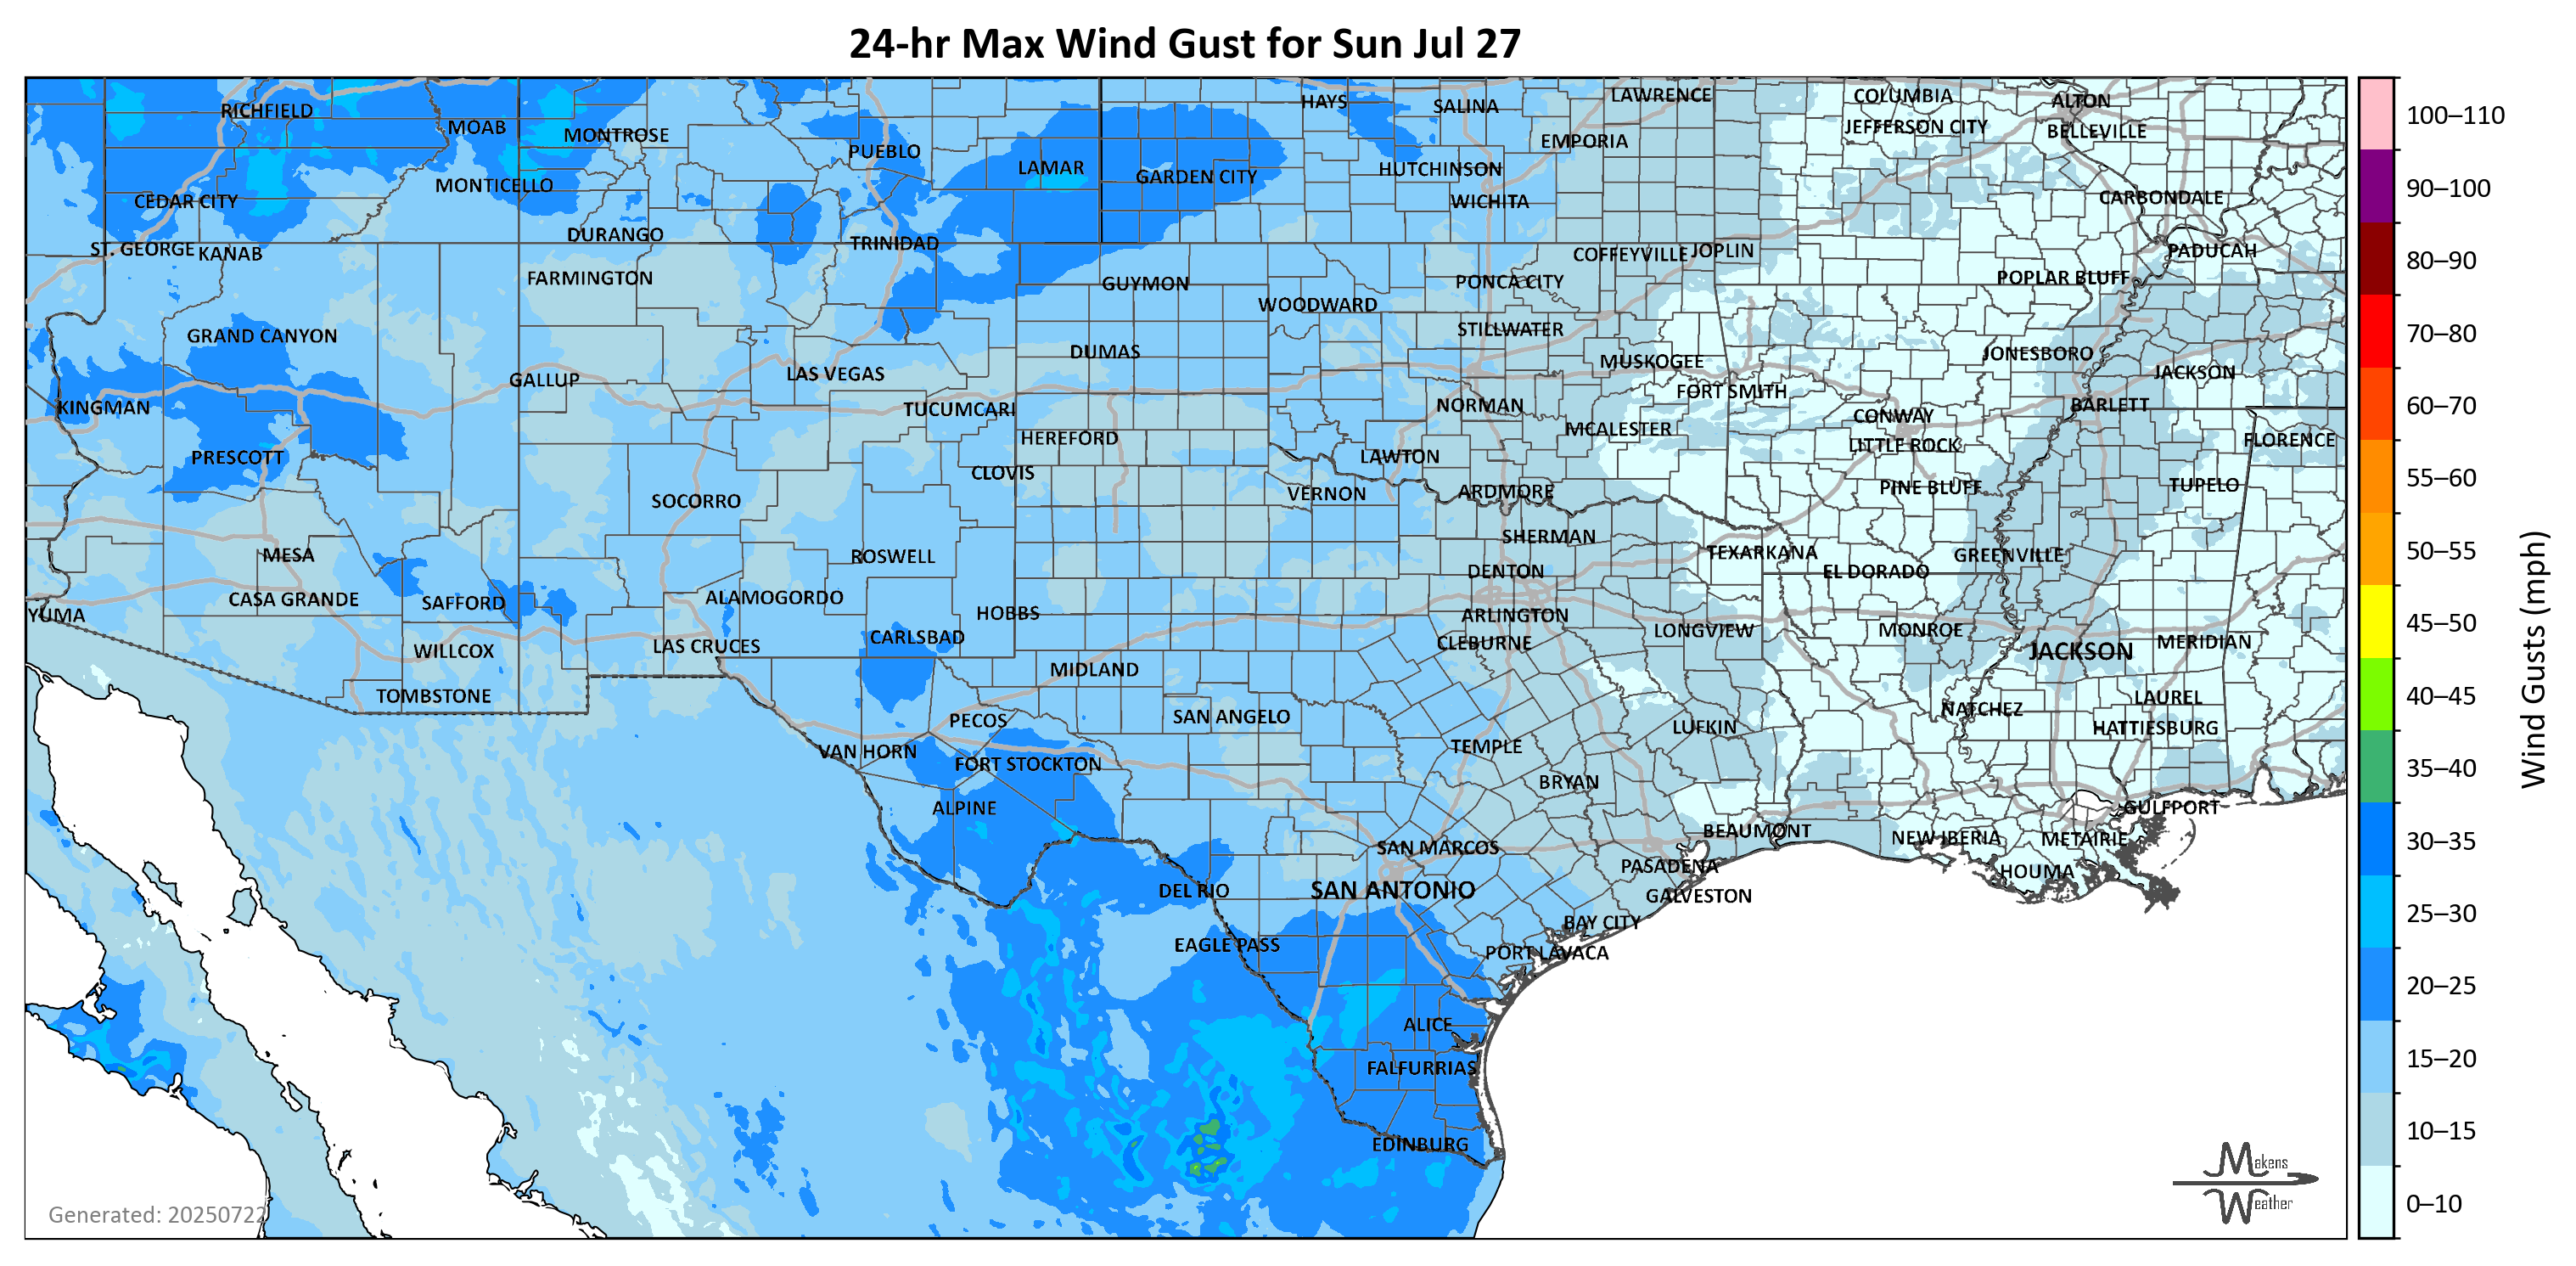 24-hr Max Wind Gust for Sun Jul 27
RICHFIELD
MOAB
MONTROSE
PUEBLO
LAMAR
GARDEN CITY
HAYS
SALINA
LAWRENCE
COLUMBIA
ALTON
JEFFERSON CITY
BELLEVILLE
EMPORIA
HUTCHINSON
MONTICELLO
CEDAR CITY
WICHITA
CARBONDALE
ST. GEORGE
KANAB
DURANGO
TRINIDAD
COFFEYVILLE
JOPLIN
PADUCAH
FARMINGTON
GUYMON
PONCA CITY
POPLAR BLUFF
WOODWARD
GRAND CANYON
STILLWATER
DUMAS
MUSKOGEE
JONESBORO
GALLUP
LAS VEGAS
JACKSON
FORT SMITH
KINGMAN
TUCUMCARI
NORMAN
CONWAY
BARLETT
HEREFORD
MCALESTER
LITTLE ROCK
FLORENCE
PRESCOTT
CLOVIS
LAWTON
SOCORRO
VERNON
ARDMORE
PINE BLUFF
TUPELO
SHERMAN
MESA
ROSWELL
TEXARKANA
GREENVILLE
DENTON
EL DORADO
CASA GRANDE
SAFFORD
ALAMOGORDO
YUMA
HOBBS
ARLINGTON
CARLSBAD
CLEBURNE
LONGVIEW
MONROE
WILLCOX
LAS CRUCES
JACKSON
MERIDIAN
MIDLAND
TOMBSTONE
LAUREL
PECOS
SAN ANGELO
NATCHEZ
LUFKIN
HATTIESBURG
VAN HORN
FORT STOCKTON
TEMPLE
BRYAN
ALPINE
GULFPORT
BEAUMONT
NEW IBERIA
METAIRIE
SAN MARCOS
PASADENA
HOUMA
DEL RIO
SAN ANTONIO
GALVESTON
BAY CITY
EAGLE PASS
PORT LAVACA
ALICE
FALFURRIAS
EDINBURG
Generated: 20250722
Makens
Weather
100–110
90–100
80–90
70–80
60–70
55–60
50–55
45–50
40–45
35–40
30–35
25–30
20–25
15–20
10–15
0–10
Wind Gusts (mph)